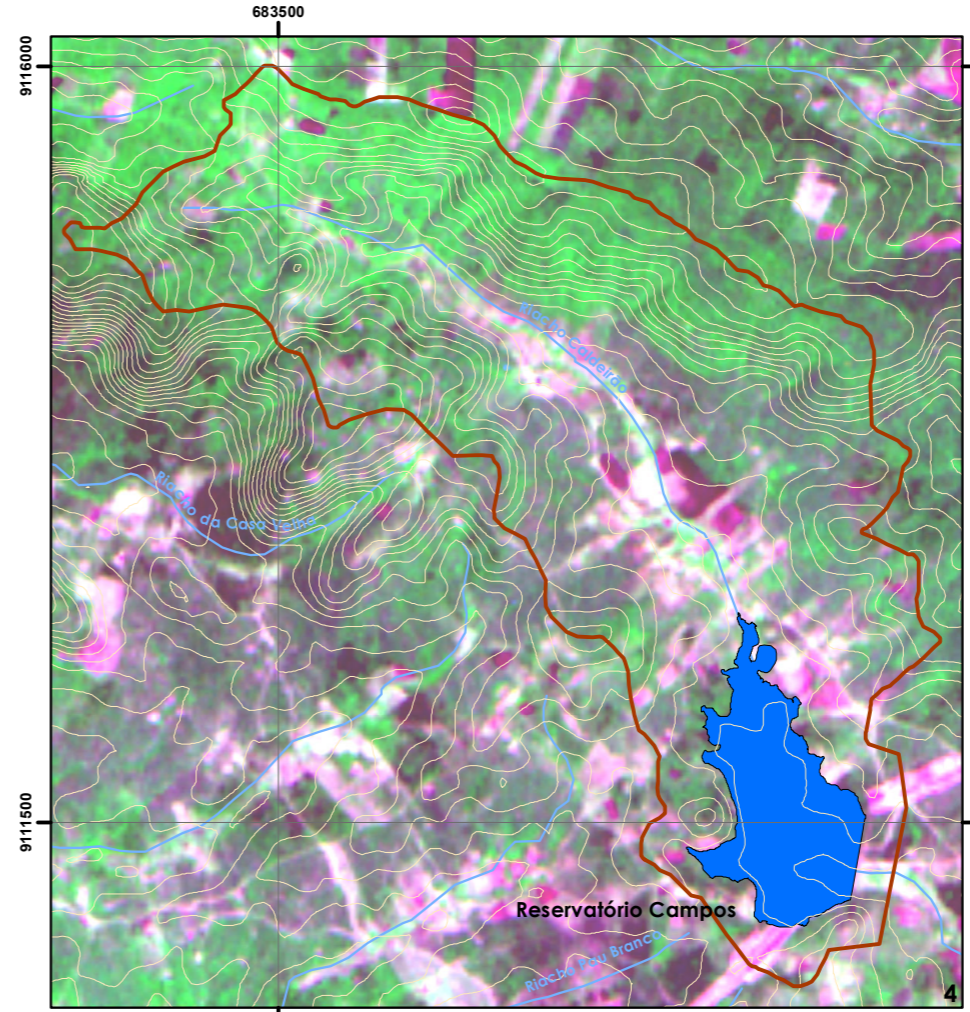 683500
9116000
Riacho Caldeirão
Riacho da Casa Velha
9111500
Reservatório Campos
Riacho Pau Branco
4